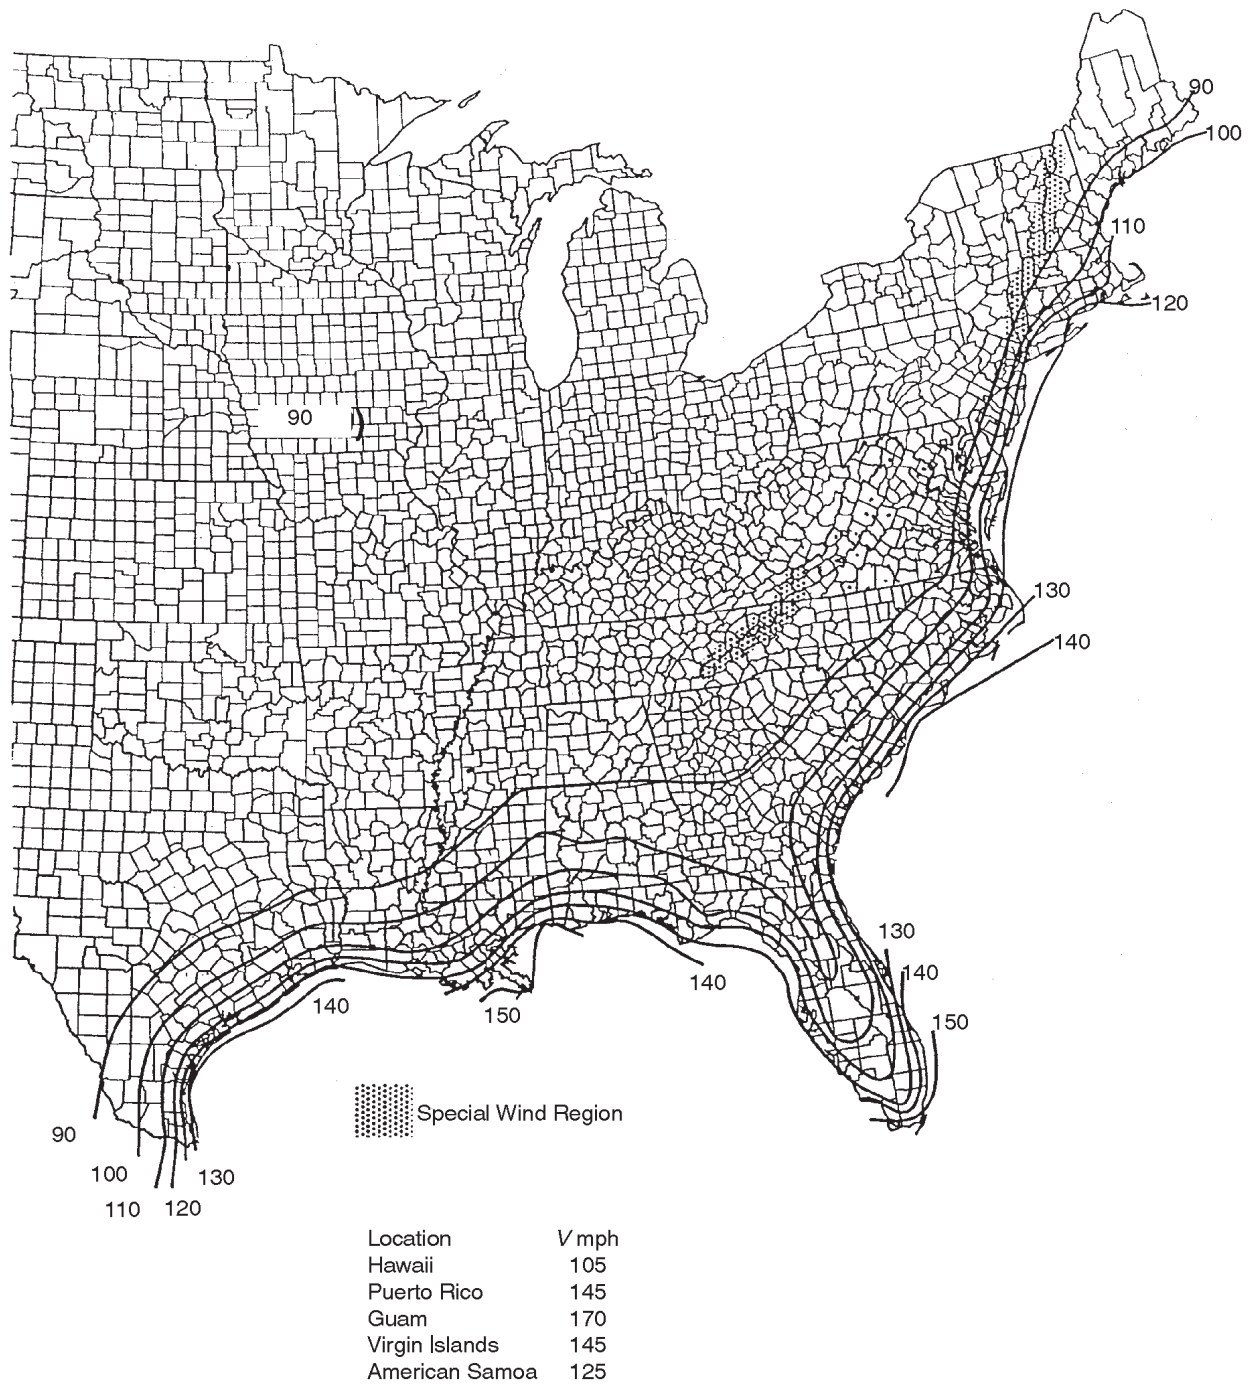 90
100
110
120
90
130
140
130
140
140
150
140
150
Special Wind Region
90
100
130
110
120
Location V mph
Hawaii 105
Puerto Rico 145
Guam 170
Virgin Islands 145
American Samoa 125